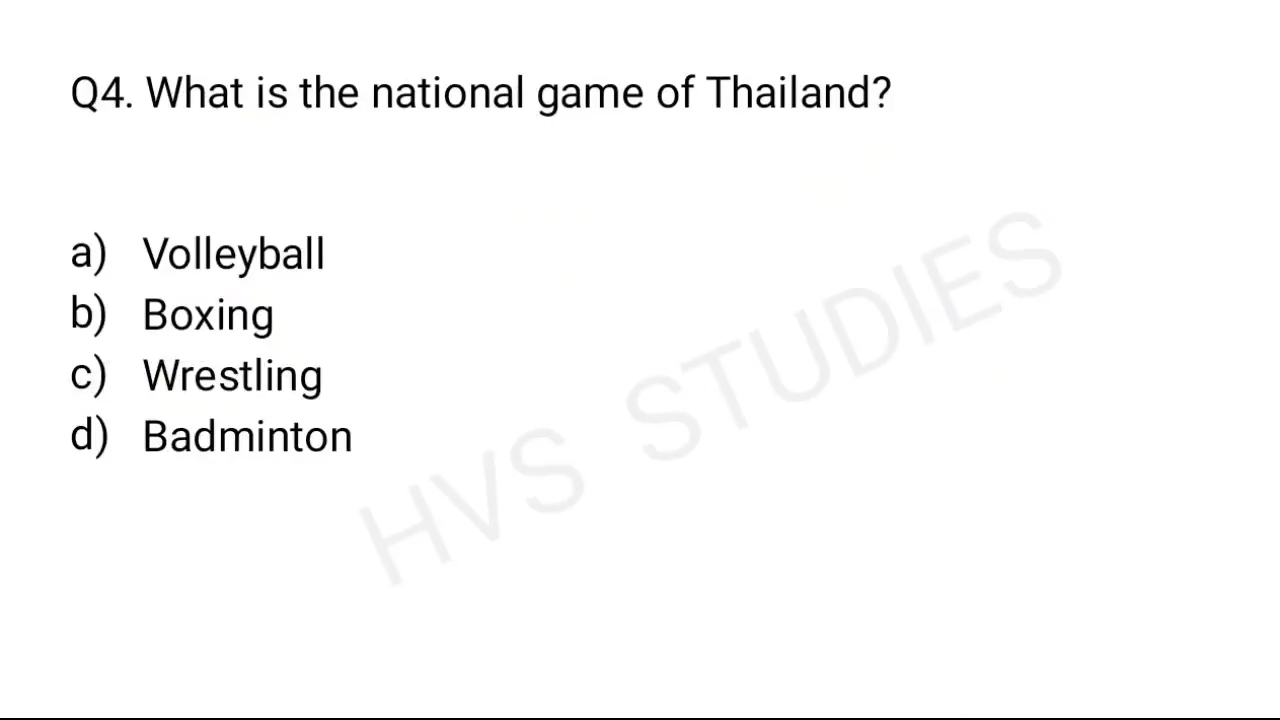 Q4. What is the national game of Thailand?
a) Volleyball
b) Boxing
c) Wrestling
d) Badminton
HVS STUDIES